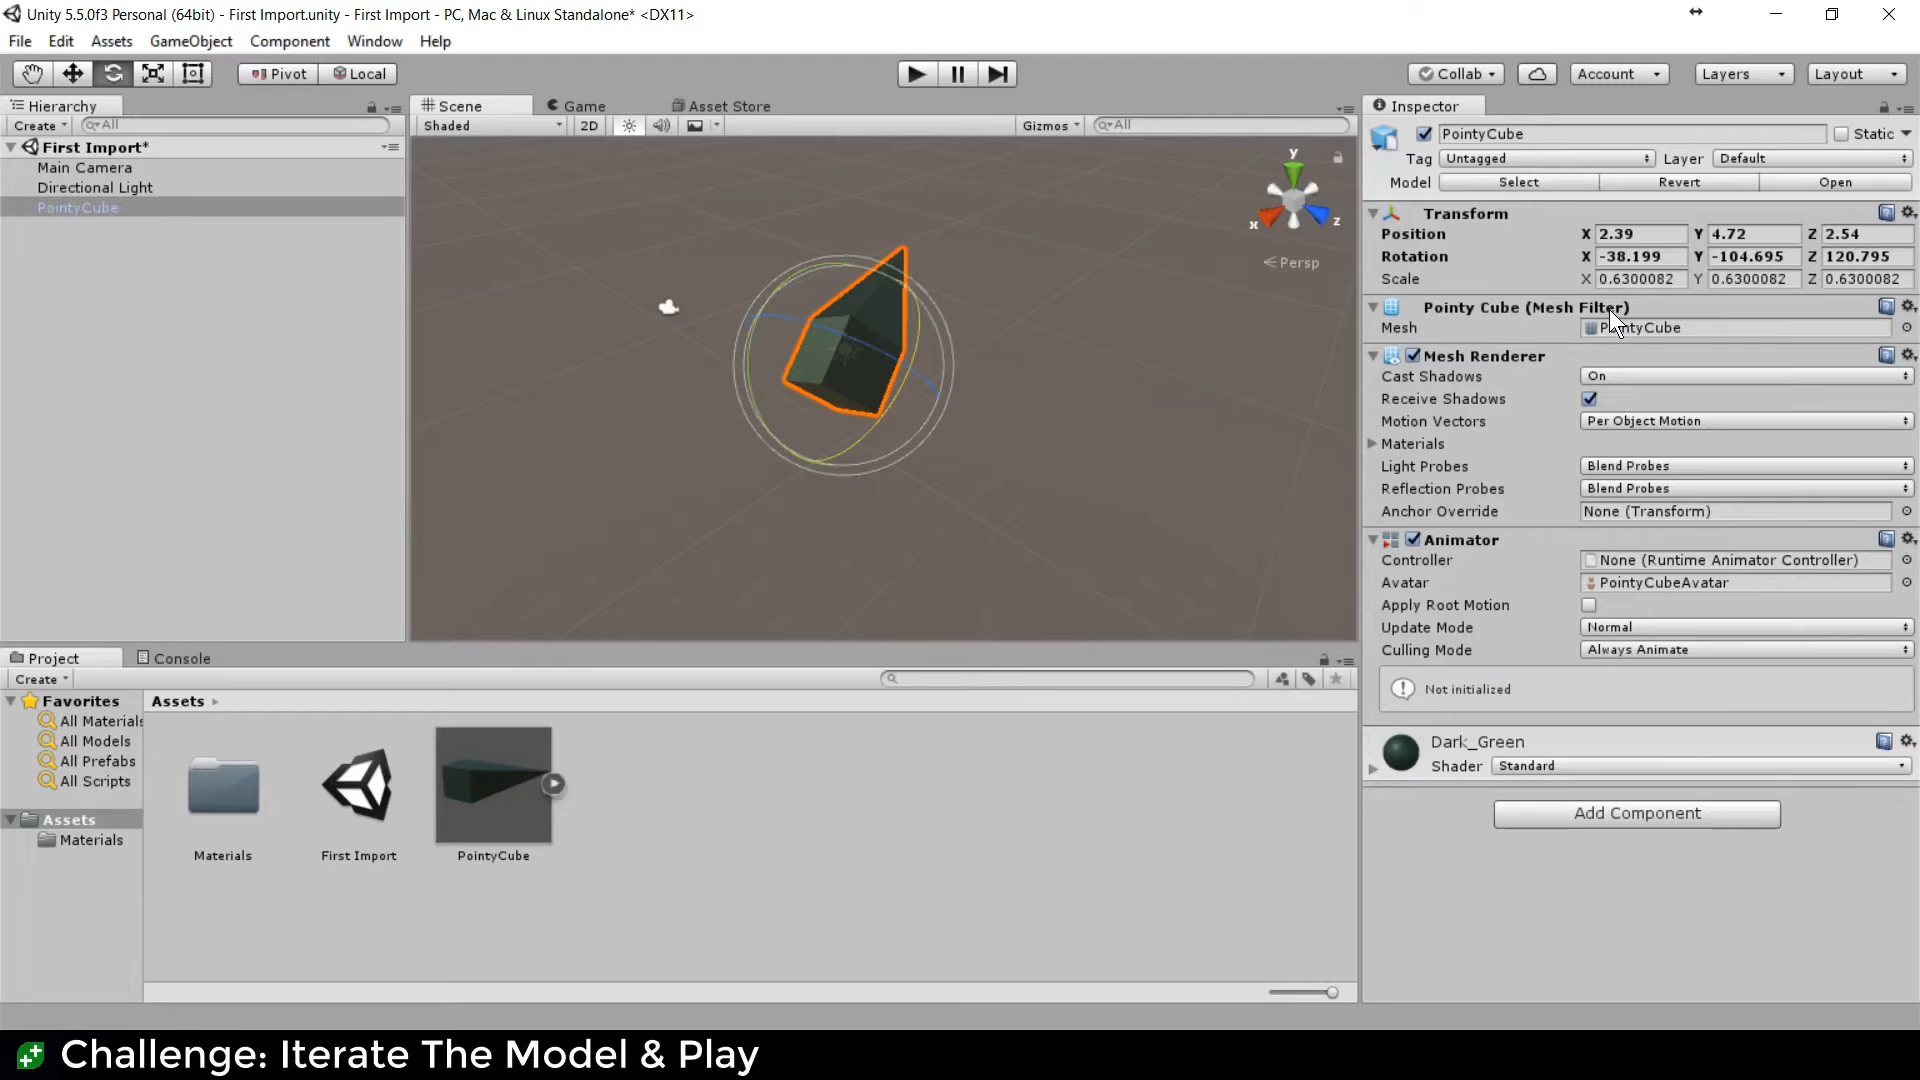 Unity 5.5.0f3 Personal (64bit) - First Import.unity - First Import - PC, Mac & Linux Standalone* <DX11>
File Edit Assets GameObject Component Window Help
Pivot Local Collab Account Layers Layout
Hierarchy
Create All
First Import*
Main Camera
Directional Light
PointyCube
Scene Game Asset Store
Shaded 2D Gizmos All
y
x z
Persp
Inspector
PointyCube Static
Tag Untagged Layer Default
Model Select Revert Open
Transform
Position X 2.39 Y 4.72 Z 2.54
Rotation X -38.199 Y -104.695 Z 120.795
Scale X 0.6300082 Y 0.6300082 Z 0.6300082
Pointy Cube (Mesh Filter)
Mesh PointyCube
Mesh Renderer
Cast Shadows On
Receive Shadows
Motion Vectors Per Object Motion
Materials
Light Probes Blend Probes
Reflection Probes Blend Probes
Anchor Override None (Transform)
Animator
Controller None (Runtime Animator Controller)
Avatar PointyCubeAvatar
Apply Root Motion
Update Mode Normal
Culling Mode Always Animate
Not initialized
Dark_Green
Shader Standard
Add Component
Project Console
Create
Favorites
All Materials
All Models
All Prefabs
All Scripts
Assets
Materials
Assets
Materials First Import PointyCube
Challenge: Iterate The Model & Play